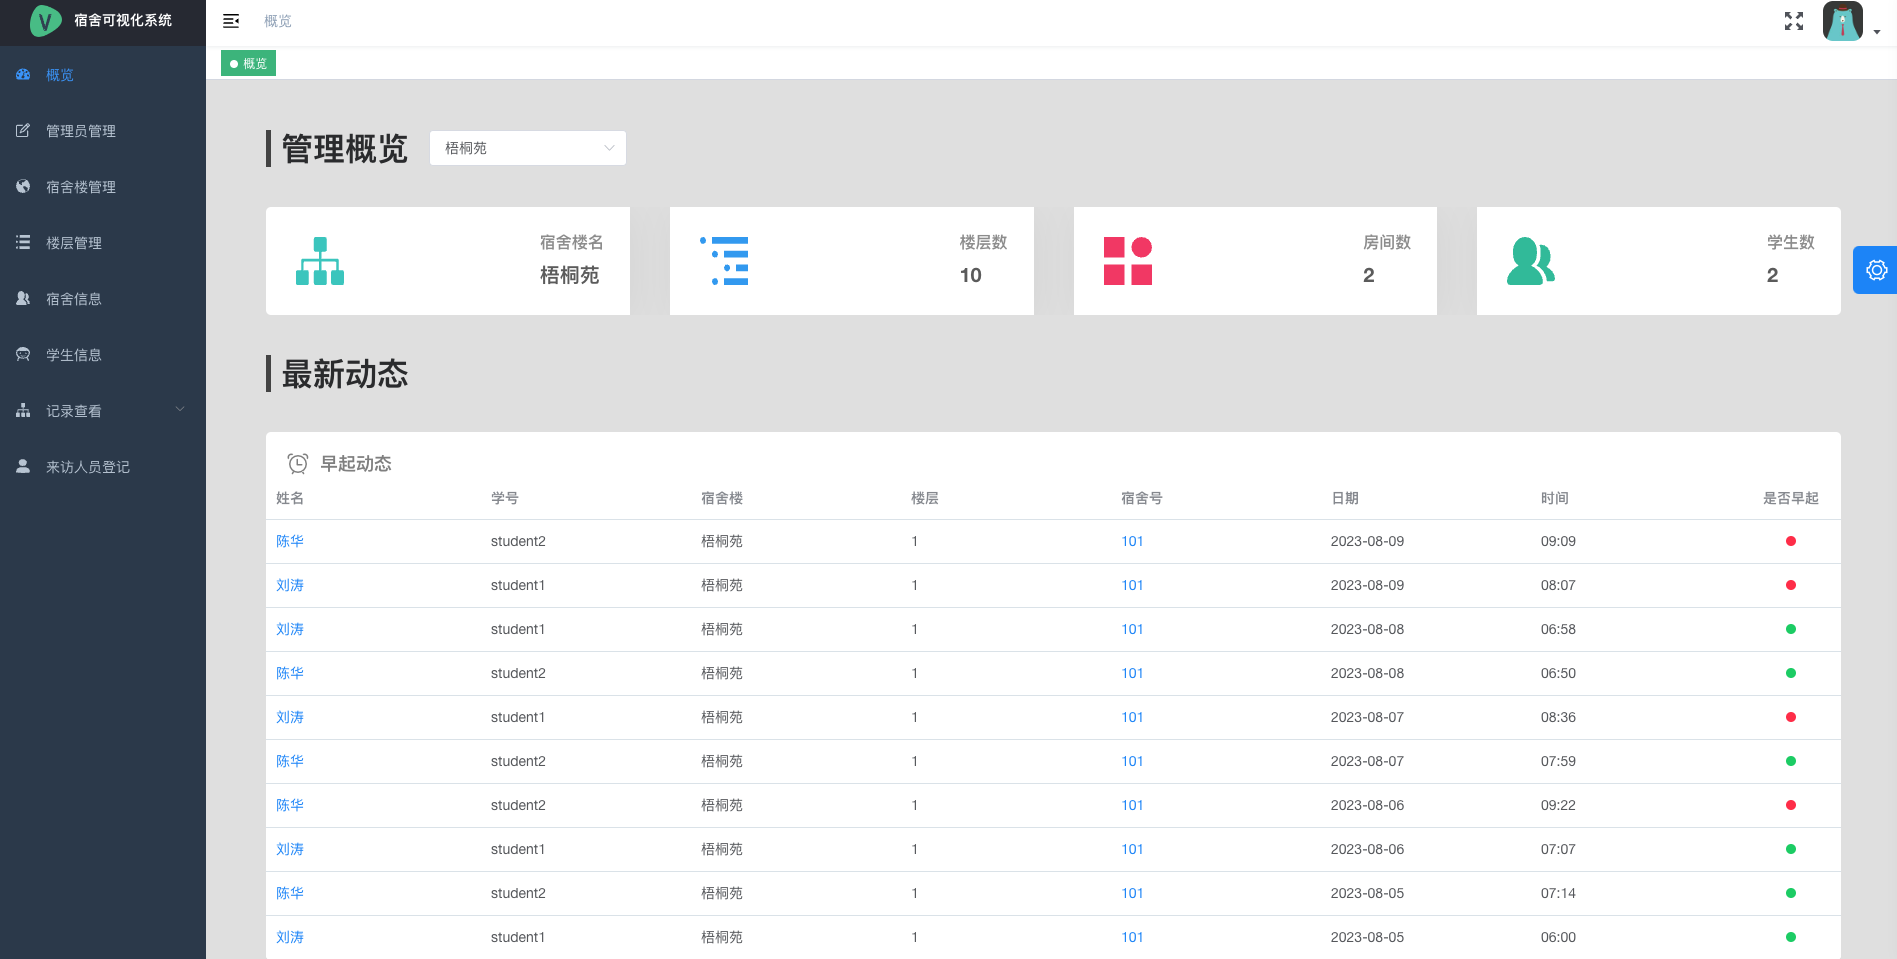 V 宿舍可视化系统
概览
概览
概览
管理员管理
宿舍楼管理
楼层管理
宿舍信息
学生信息
记录查看
来访人员登记
管理概览 梧桐苑
宿舍楼名
梧桐苑
楼层数
10
房间数
2
学生数
2
最新动态
早起动态
姓名 学号 宿舍楼 楼层 宿舍号 日期 时间 是否早起
陈华 student2 梧桐苑 1 101 2023-08-09 09:09
刘涛 student1 梧桐苑 1 101 2023-08-09 08:07
刘涛 student1 梧桐苑 1 101 2023-08-08 06:58
陈华 student2 梧桐苑 1 101 2023-08-08 06:50
刘涛 student1 梧桐苑 1 101 2023-08-07 08:36
陈华 student2 梧桐苑 1 101 2023-08-07 07:59
陈华 student2 梧桐苑 1 101 2023-08-06 09:22
刘涛 student1 梧桐苑 1 101 2023-08-06 07:07
陈华 student2 梧桐苑 1 101 2023-08-05 07:14
刘涛 student1 梧桐苑 1 101 2023-08-05 06:00